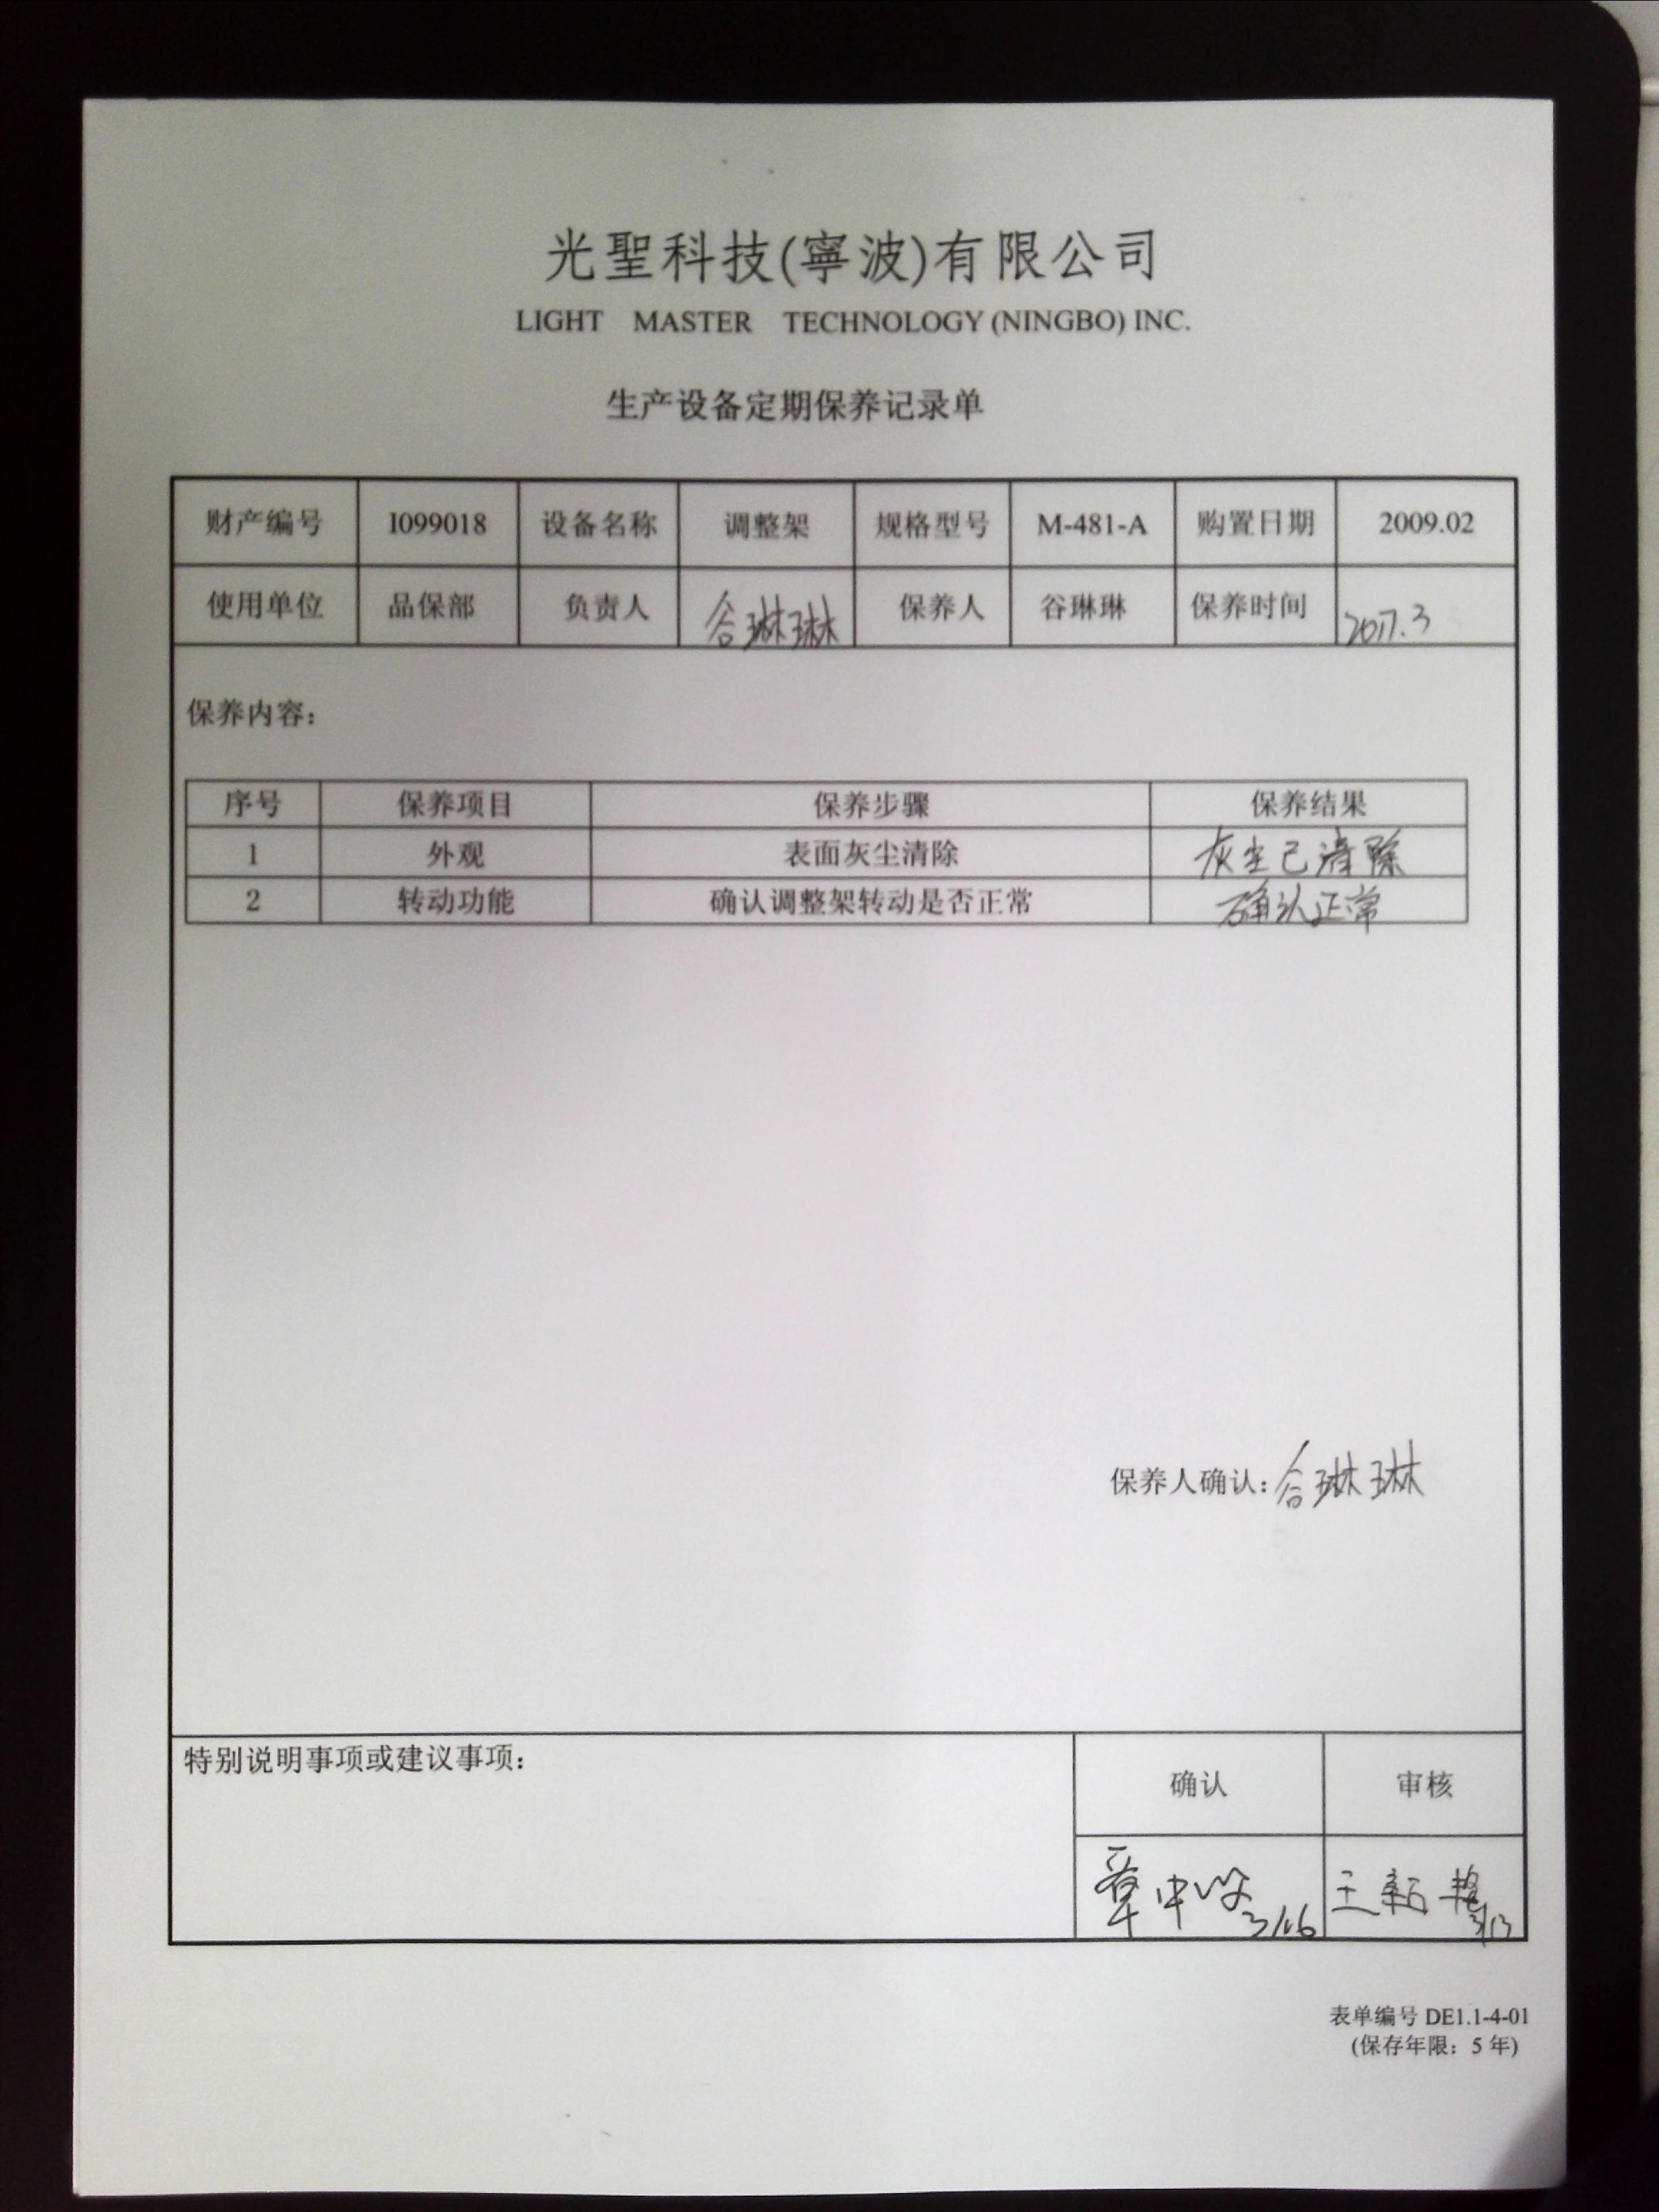 光聖科技(寧波)有限公司
LIGHT MASTER TECHNOLOGY (NINGBO) INC.
生产设备定期保养记录单
财产编号 I099018 设备名称 调整架 规格型号 M-481-A 购置日期 2009.02
使用单位 品保部 负责人 谷琳琳 保养人 谷琳琳 保养时间 2017.3
保养内容：
序号 保养项目 保养步骤 保养结果
1 外观 表面灰尘清除 灰尘已清除
2 转动功能 确认调整架转动是否正常 确认正常
保养人确认：谷琳琳
特别说明事项或建议事项：
确认 审核
3/16 王新艳 3/13
表单编号 DE1.1-4-01
(保存年限：5 年)